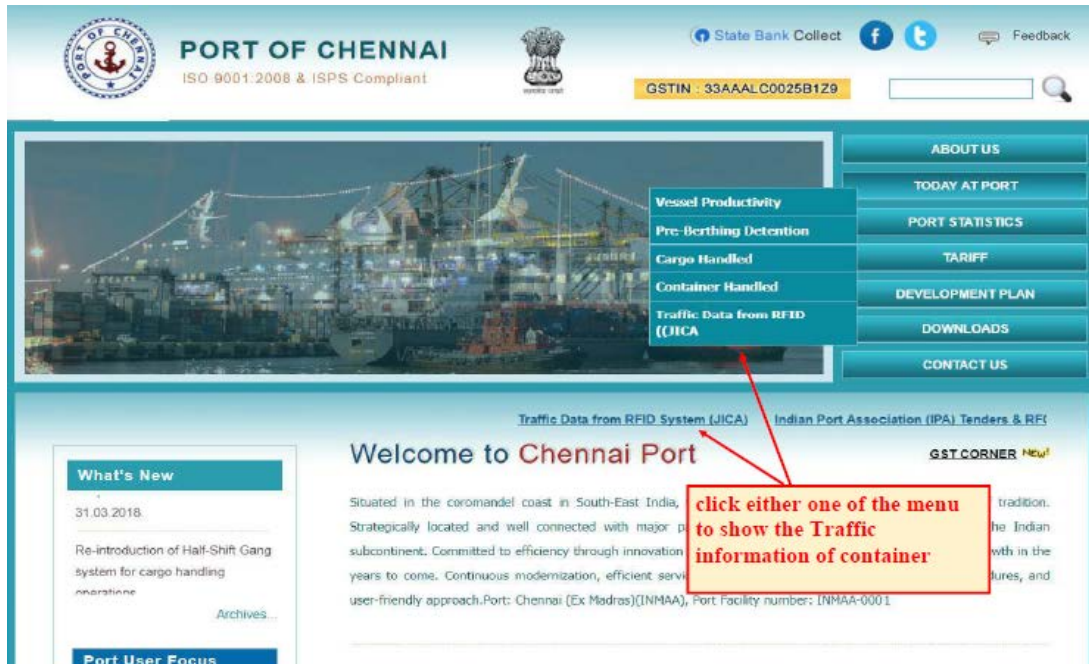 PORT OF CHENNAI
PORT OF CHENNAI
ISO 9001:2008 & ISPS Compliant
सत्यमेव जयते
State Bank Collect
Feedback
GSTIN : 33AAALC0025B1Z9
ABOUT US
TODAY AT PORT
PORT STATISTICS
TARIFF
DEVELOPMENT PLAN
DOWNLOADS
CONTACT US
Vessel Productivity
Pre-Berthing Detention
Cargo Handled
Container Handled
Traffic Data from RFID
((JICA
Traffic Data from RFID System (JICA) Indian Port Association (IPA) Tenders & RF
Welcome to Chennai Port
GST CORNER New!
What's New
31.03.2018.
Re-introduction of Half-Shift Gang
system for cargo handling
operations
Archives...
Port User Focus
Situated in the coromandel coast in South-East India, tradition.
Strategically located and well connected with major Indian
subcontinent. Committed to efficiency through innovation in the
years to come. Continuous modernization, efficient and
user-friendly approach.Port: Chennai (Ex Madras)(INMAA), Port Facility number: INMAA-0001
click either one of the menu
to show the Traffic
information of container